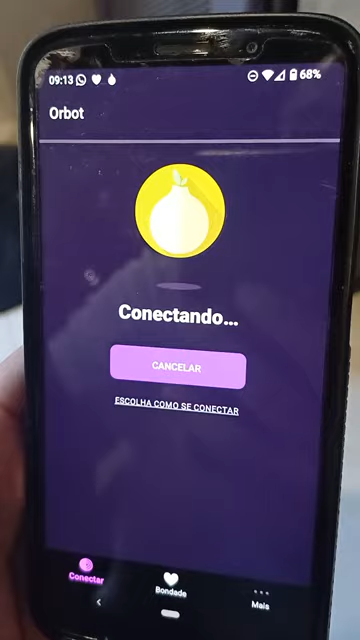 09:13 68%
Orbot
Conectando...
CANCELAR
ESCOLHA COMO SE CONECTAR
Conectar
Bondade
Mais